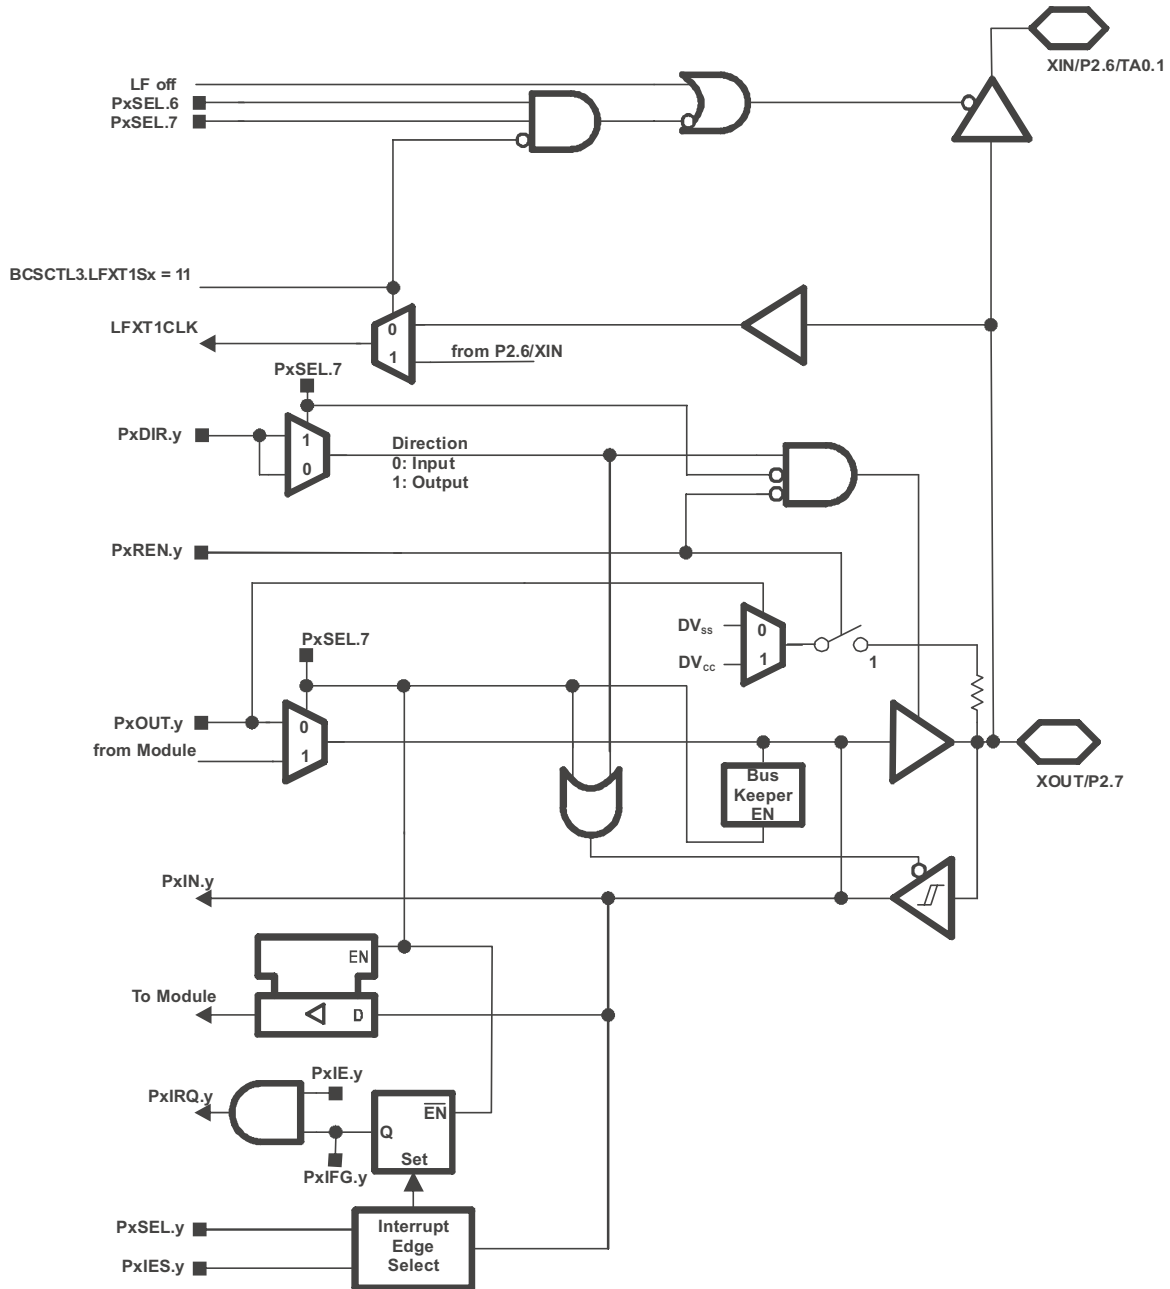 XIN/P2.6/TA0.1
LF off
PxSEL.6
PxSEL.7
BCSCTL3.LFXT1Sx = 11
LFXT1CLK
0
1
from P2.6/XIN
PxSEL.7
PxDIR.y
1
0
Direction
0: Input
1: Output
PxREN.y
PxSEL.7
DVss
0
DVcc
1
1
PxOUT.y
0
from Module
1
Bus
Keeper
EN
XOUT/P2.7
PxIN.y
EN
To Module
D
PxIE.y
PxIRQ.y
EN
Q
Set
PxIFG.y
PxSEL.y
PxIES.y
Interrupt
Edge
Select